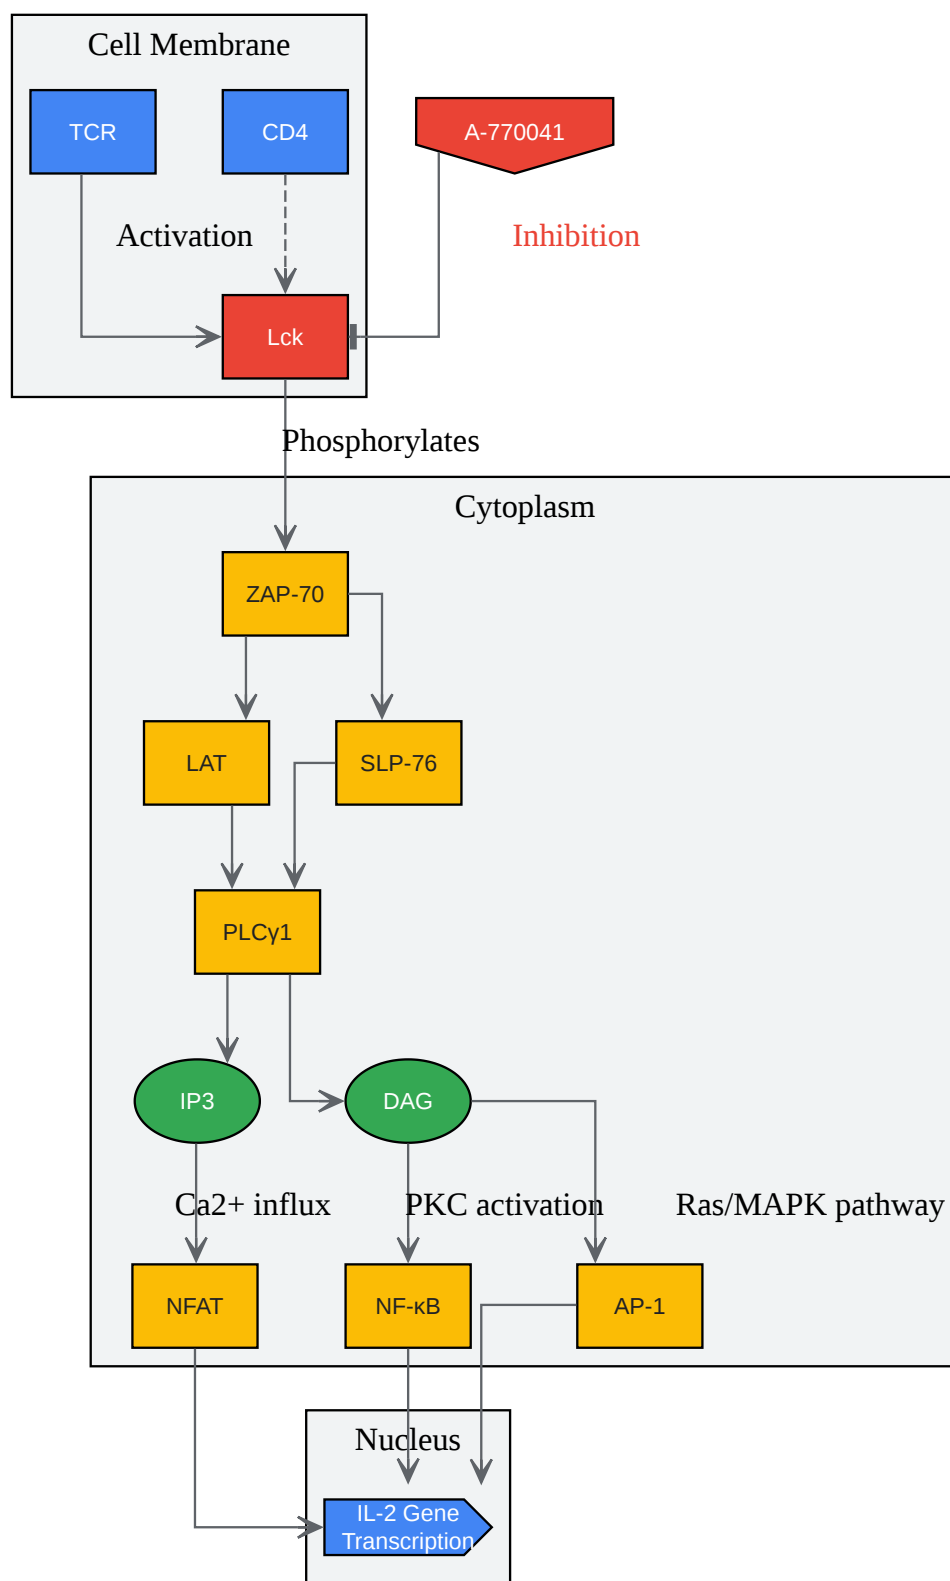 Cell Membrane
TCR
CD4
A-770041
Activation
Inhibition
Lck
Phosphorylates
Cytoplasm
ZAP-70
LAT
SLP-76
PLCγ1
IP3
DAG
Ca2+ influx
PKC activation
Ras/MAPK pathway
NFAT
NF-κB
AP-1
Nucleus
IL-2 Gene
Transcription